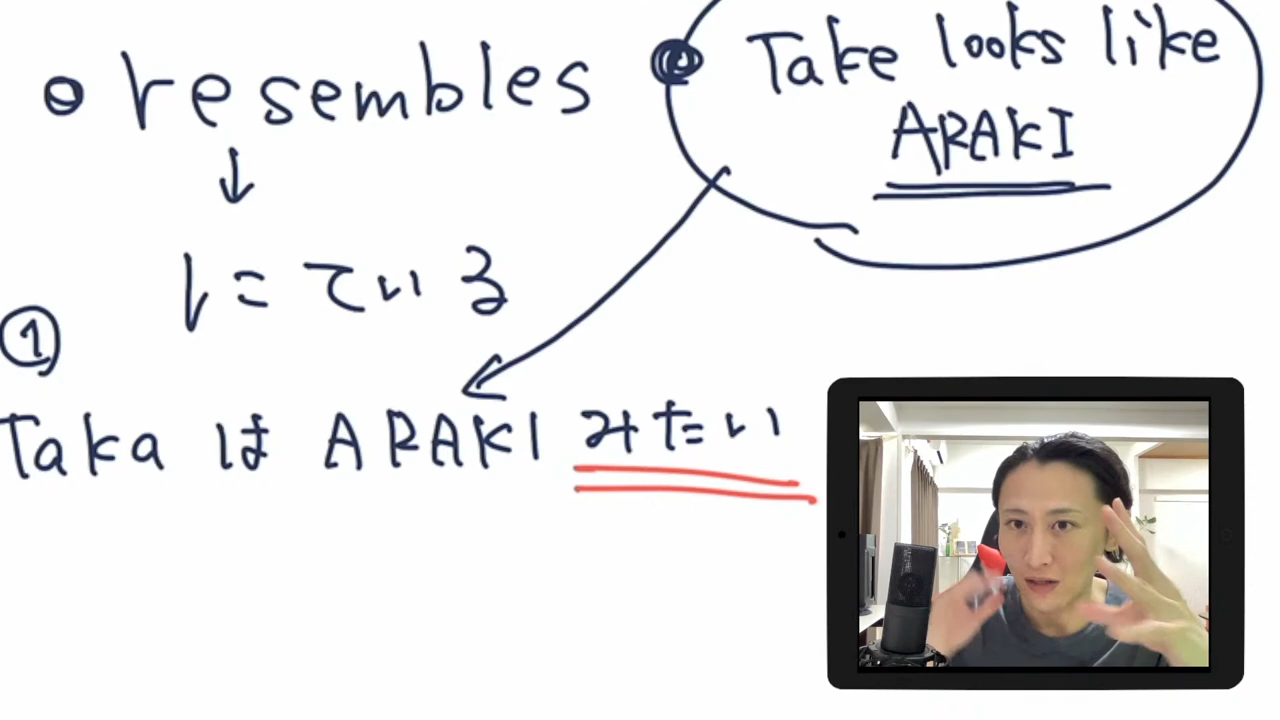 resembles
Take looks like
ARAKI
↓
にている
①
Taka は ARAKI みたい